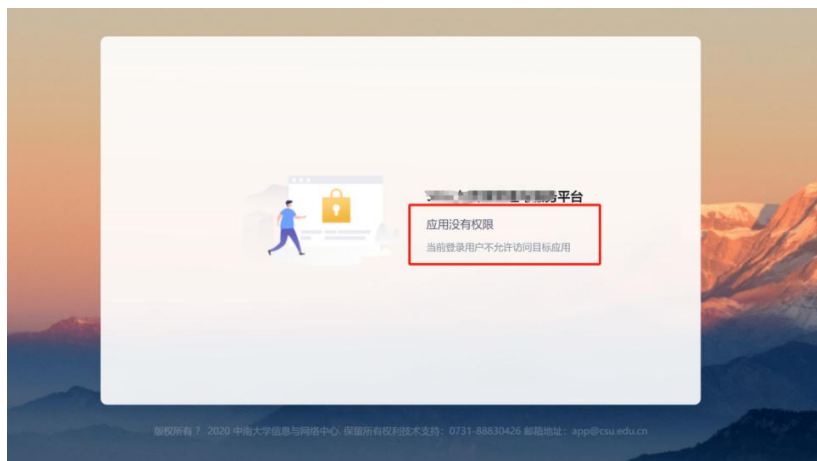 平台
应用没有权限
当前登录用户不允许访问目标应用
版权所有 ? 2020 中南大学信息与网络中心. 保留所有权利技术支持: 0731-88830426 邮箱地址: app@csu.edu.cn